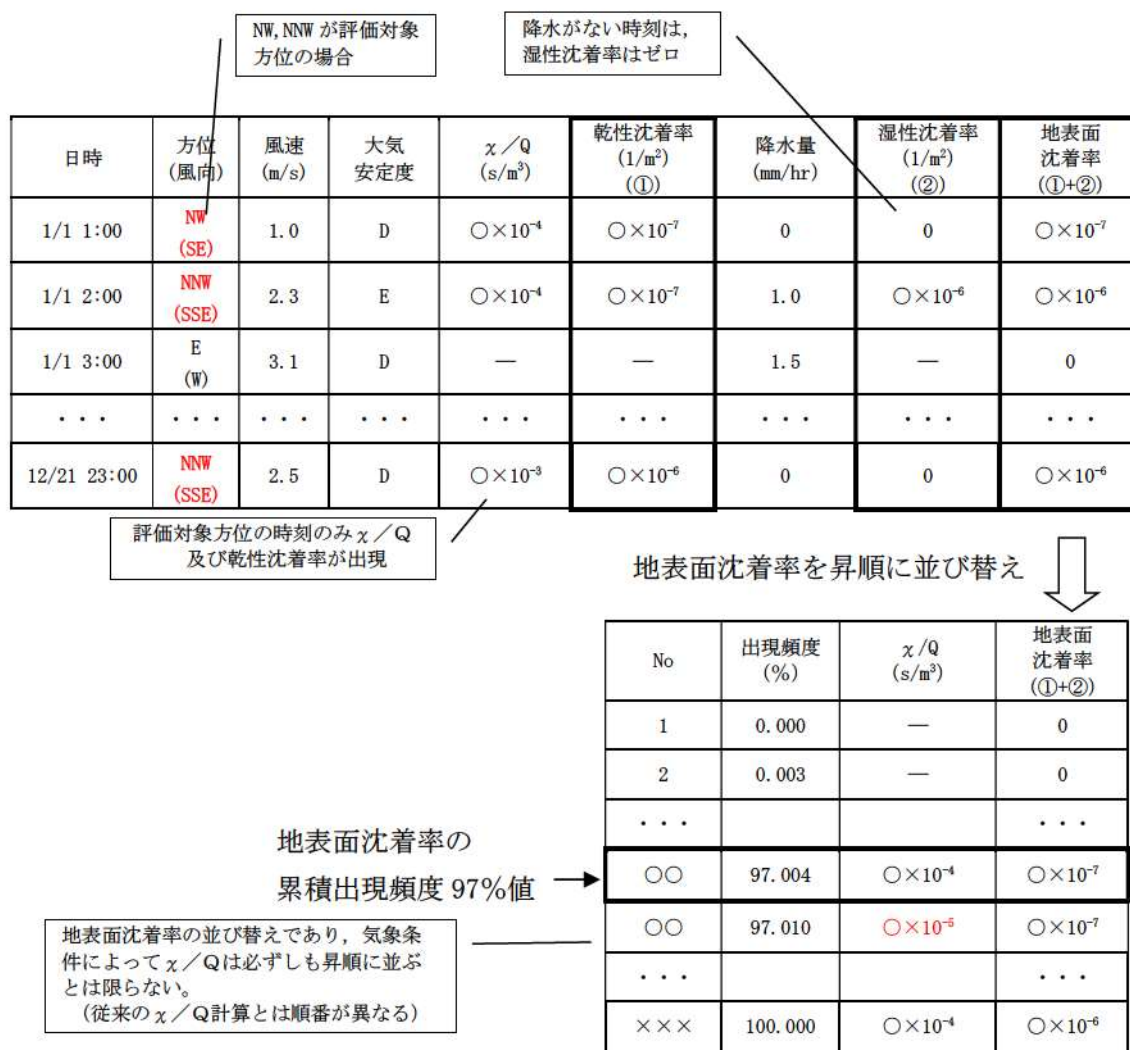 NW,NNW が評価対象
方位の場合
降水がない時刻は,
湿性沈着率はゼロ
日時 方位 (風向) 風速 (m/s) 大気 安定度 χ/Q (s/m³) 乾性沈着率 (1/m²) (①) 降水量 (mm/hr) 湿性沈着率 (1/m²) (②) 地表面 沈着率 (①+②)
1/1 1:00 NW (SE) 1.0 D ○×10⁻⁴ ○×10⁻⁷ 0 0 ○×10⁻⁷
1/1 2:00 NNW (SSE) 2.3 E ○×10⁻⁴ ○×10⁻⁷ 1.0 ○×10⁻⁶ ○×10⁻⁶
1/1 3:00 E (W) 3.1 D — — 1.5 — 0
・・・ ・・・ ・・・ ・・・ ・・・ ・・・ ・・・ ・・・ ・・・
12/21 23:00 NNW (SSE) 2.5 D ○×10⁻³ ○×10⁻⁶ 0 0 ○×10⁻⁶
評価対象方位の時刻のみχ/Q
及び乾性沈着率が出現
地表面沈着率を昇順に並び替え
No 出現頻度 (%) χ/Q (s/m³) 地表面 沈着率 (①+②)
1 0.000 — 0
2 0.003 — 0
・・・ ・・・
地表面沈着率の
累積出現頻度 97%値
○○ 97.004 ○×10⁻⁴ ○×10⁻⁷
○○ 97.010 ○×10⁻⁵ ○×10⁻⁷
・・・ ・・・
××× 100.000 ○×10⁻⁴ ○×10⁻⁶
地表面沈着率の並び替えであり,気象条
件によってχ/Qは必ずしも昇順に並ぶ
とは限らない。
(従来のχ/Q計算とは順番が異なる)